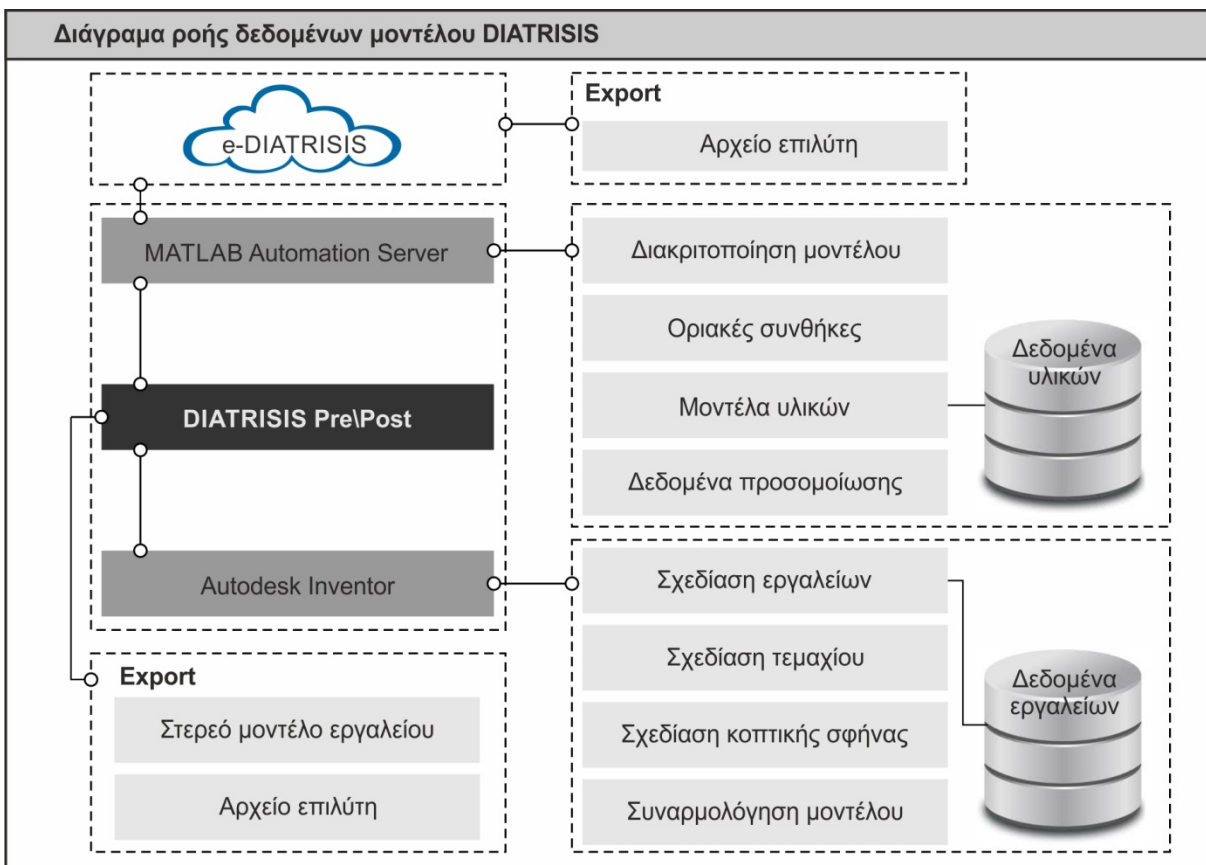 Διάγραμα ροής δεδομένων μοντέλου DIATRISIS
e-DIATRISIS
Export
Αρχείο επιλύτη
MATLAB Automation Server
Διακριτοποίηση μοντέλου
Οριακές συνθήκες
Δεδομένα
υλικών
DIATRISIS Pre\Post
Μοντέλα υλικών
Δεδομένα προσομοίωσης
Autodesk Inventor
Σχεδίαση εργαλείων
Σχεδίαση τεμαχίου
Δεδομένα
εργαλείων
Σχεδίαση κοπτικής σφήνας
Συναρμολόγηση μοντέλου
Export
Στερεό μοντέλο εργαλείου
Αρχείο επιλύτη